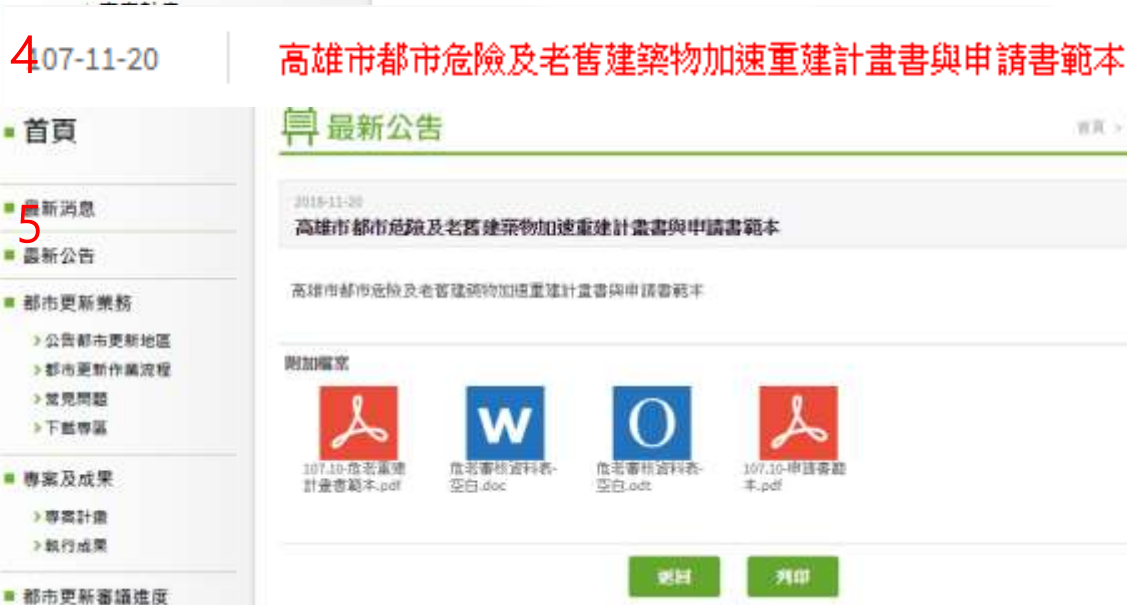 4
107-11-20
高雄市都市危險及老舊建築物加速重建計畫書與申請書範本
首頁
最新公告
首頁 >
5
最新消息
2018-11-20
高雄市都市危險及老舊建築物加速重建計畫書與申請書範本
最新公告
高雄市都市危險及老舊建築物加速重建計畫書與申請書範本
都市更新業務
公告都市更新地區
都市更新作業流程
常見問題
下載專區
附加檔案
W
O
107.10-危老重建
計畫書範本.pdf
危老審核資料表-
空白.doc
危老審核資料表-
空白.odt
107.10-申請書範
本.pdf
專案及成果
專案計畫
執行成果
返回
列印
都市更新審議進度